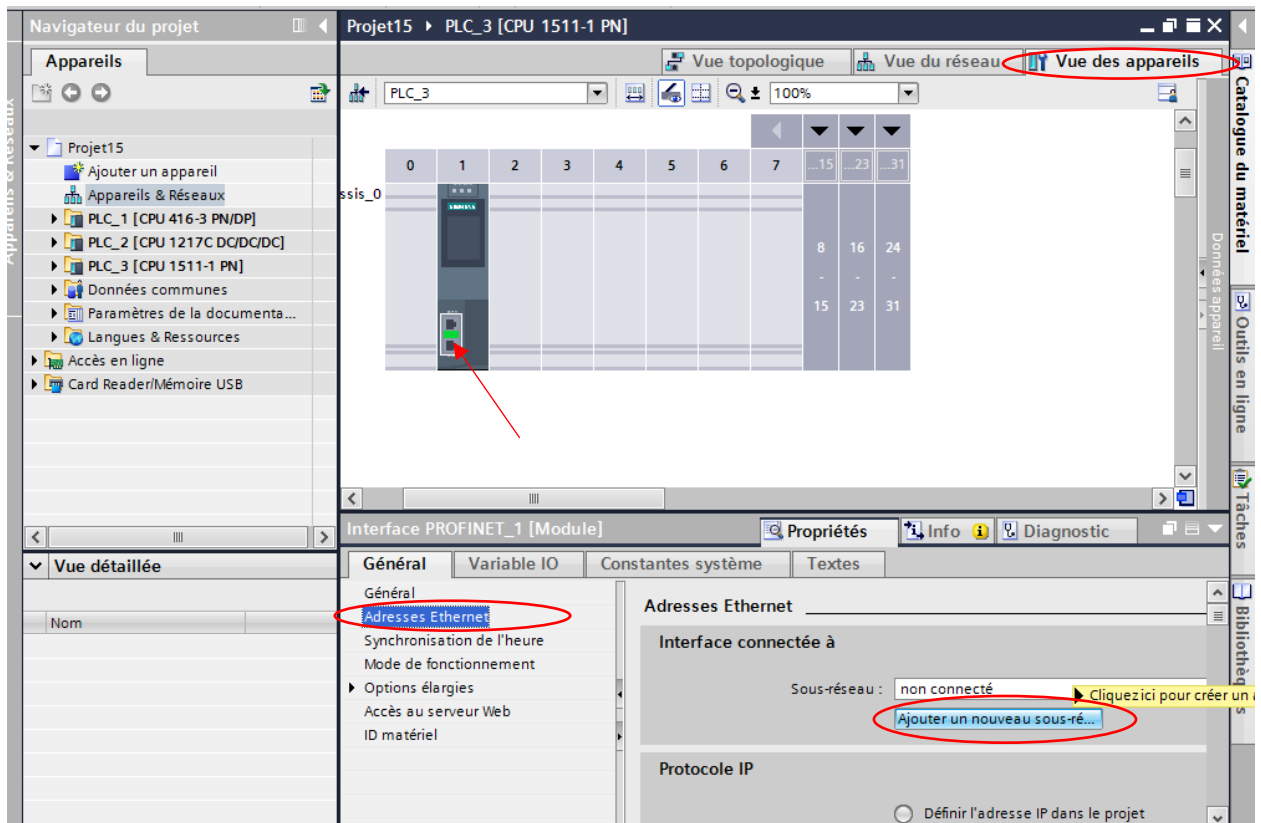 Navigateur du projet
Projet15 ▸ PLC_3 [CPU 1511-1 PN]
Appareils
Vue topologique
Vue du réseau
Vue des appareils
PLC_3
100%
Projet15
Ajouter un appareil
Appareils & Réseaux
PLC_1 [CPU 416-3 PN/DP]
PLC_2 [CPU 1217C DC/DC/DC]
PLC_3 [CPU 1511-1 PN]
Données communes
Paramètres de la documenta...
Langues & Ressources
Accès en ligne
Card Reader/Mémoire USB
0 1 2 3 4 5 6 7 ...15 ...23 ...31
ssis_0
SIEMENS
8 16 24
- - -
15 23 31
Données appareil
Appareils & Réseaux
Catalogue du matériel
Outils en ligne
Tâches
Vue détaillée
Nom
Interface PROFINET_1 [Module]
Propriétés
Info
Diagnostic
Général
Variable IO
Constantes système
Textes
Général
Adresses Ethernet
Synchronisation de l'heure
Mode de fonctionnement
Options élargies
Accès au serveur Web
ID matériel
Adresses Ethernet
Interface connectée à
Sous-réseau :
non connecté
Cliquez ici pour créer un
Ajouter un nouveau sous-ré...
Protocole IP
Définir l'adresse IP dans le projet